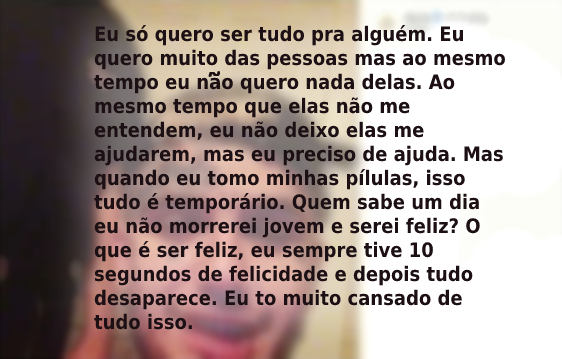 Eu só quero ser tudo pra alguém. Eu
quero muito das pessoas mas ao mesmo
tempo eu não quero nada delas. Ao
mesmo tempo que elas não me
entendem, eu não deixo elas me
ajudarem, mas eu preciso de ajuda. Mas
quando eu tomo minhas pílulas, isso
tudo é temporário. Quem sabe um dia
eu não morrerei jovem e serei feliz? O
que é ser feliz, eu sempre tive 10
segundos de felicidade e depois tudo
desaparece. Eu to muito cansado de
tudo isso.